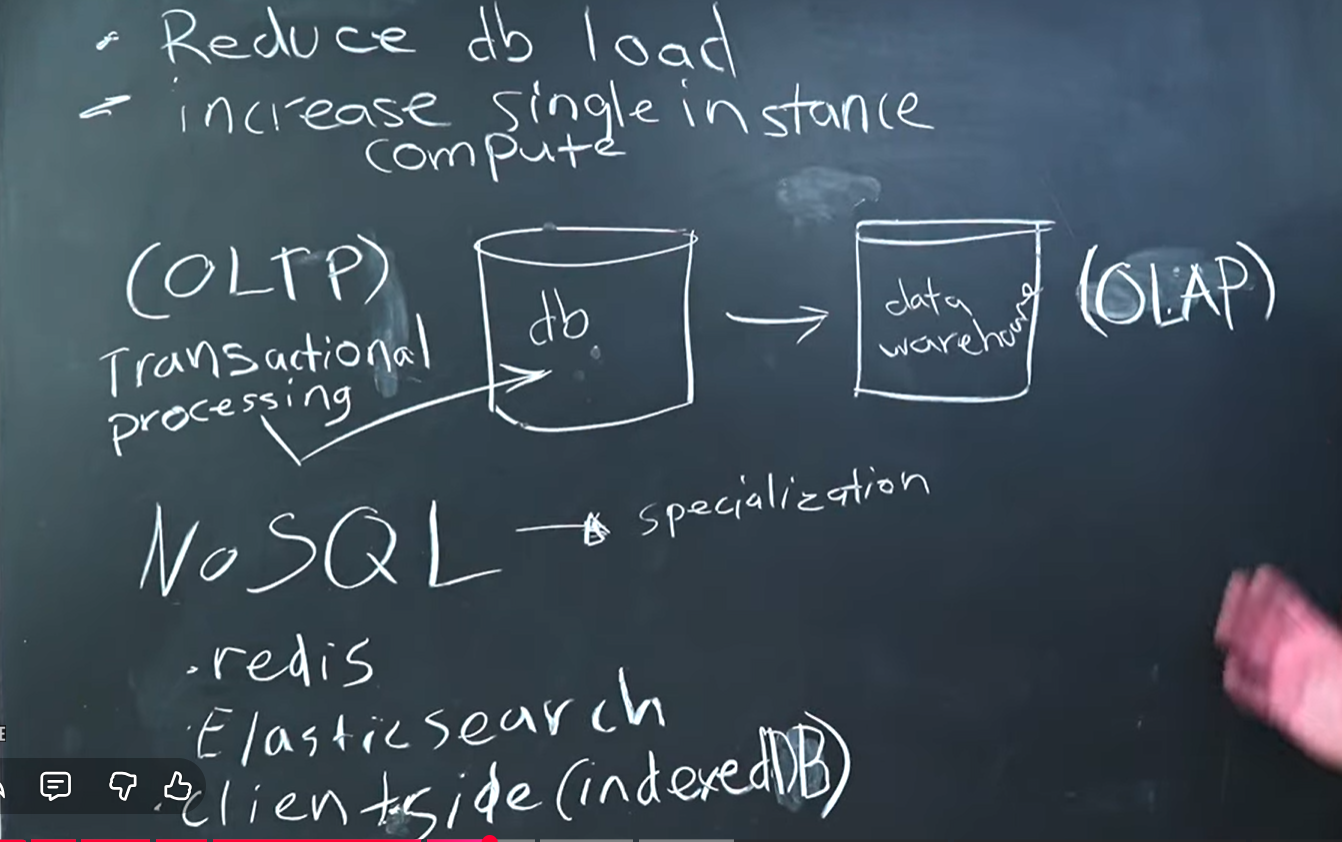 Reduce db load
increase single instance
compute
(OLTP)
Transactional
processing
db
data
warehouse
(OLAP)
NoSQL → specialization
redis
Elasticsearch
clientside (indexedDB)